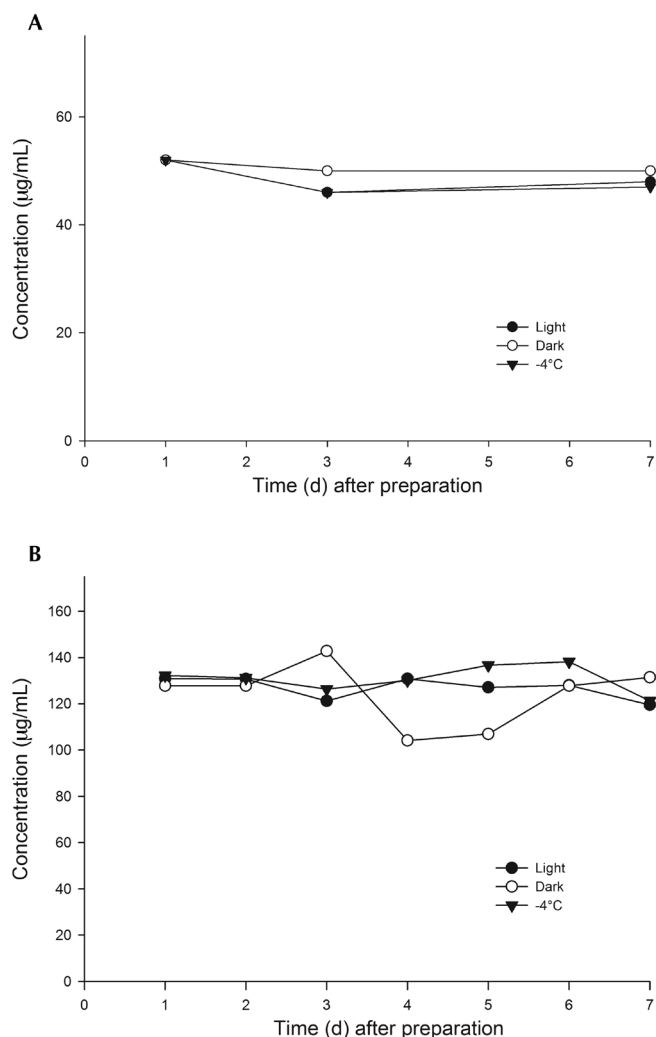 A
Concentration (µg/mL)
60
40
20
0
Light
Dark
-4°C
0 1 2 3 4 5 6 7
Time (d) after preparation
B
Concentration (µg/mL)
160
140
120
100
80
60
40
20
0
Light
Dark
-4°C
0 1 2 3 4 5 6 7
Time (d) after preparation